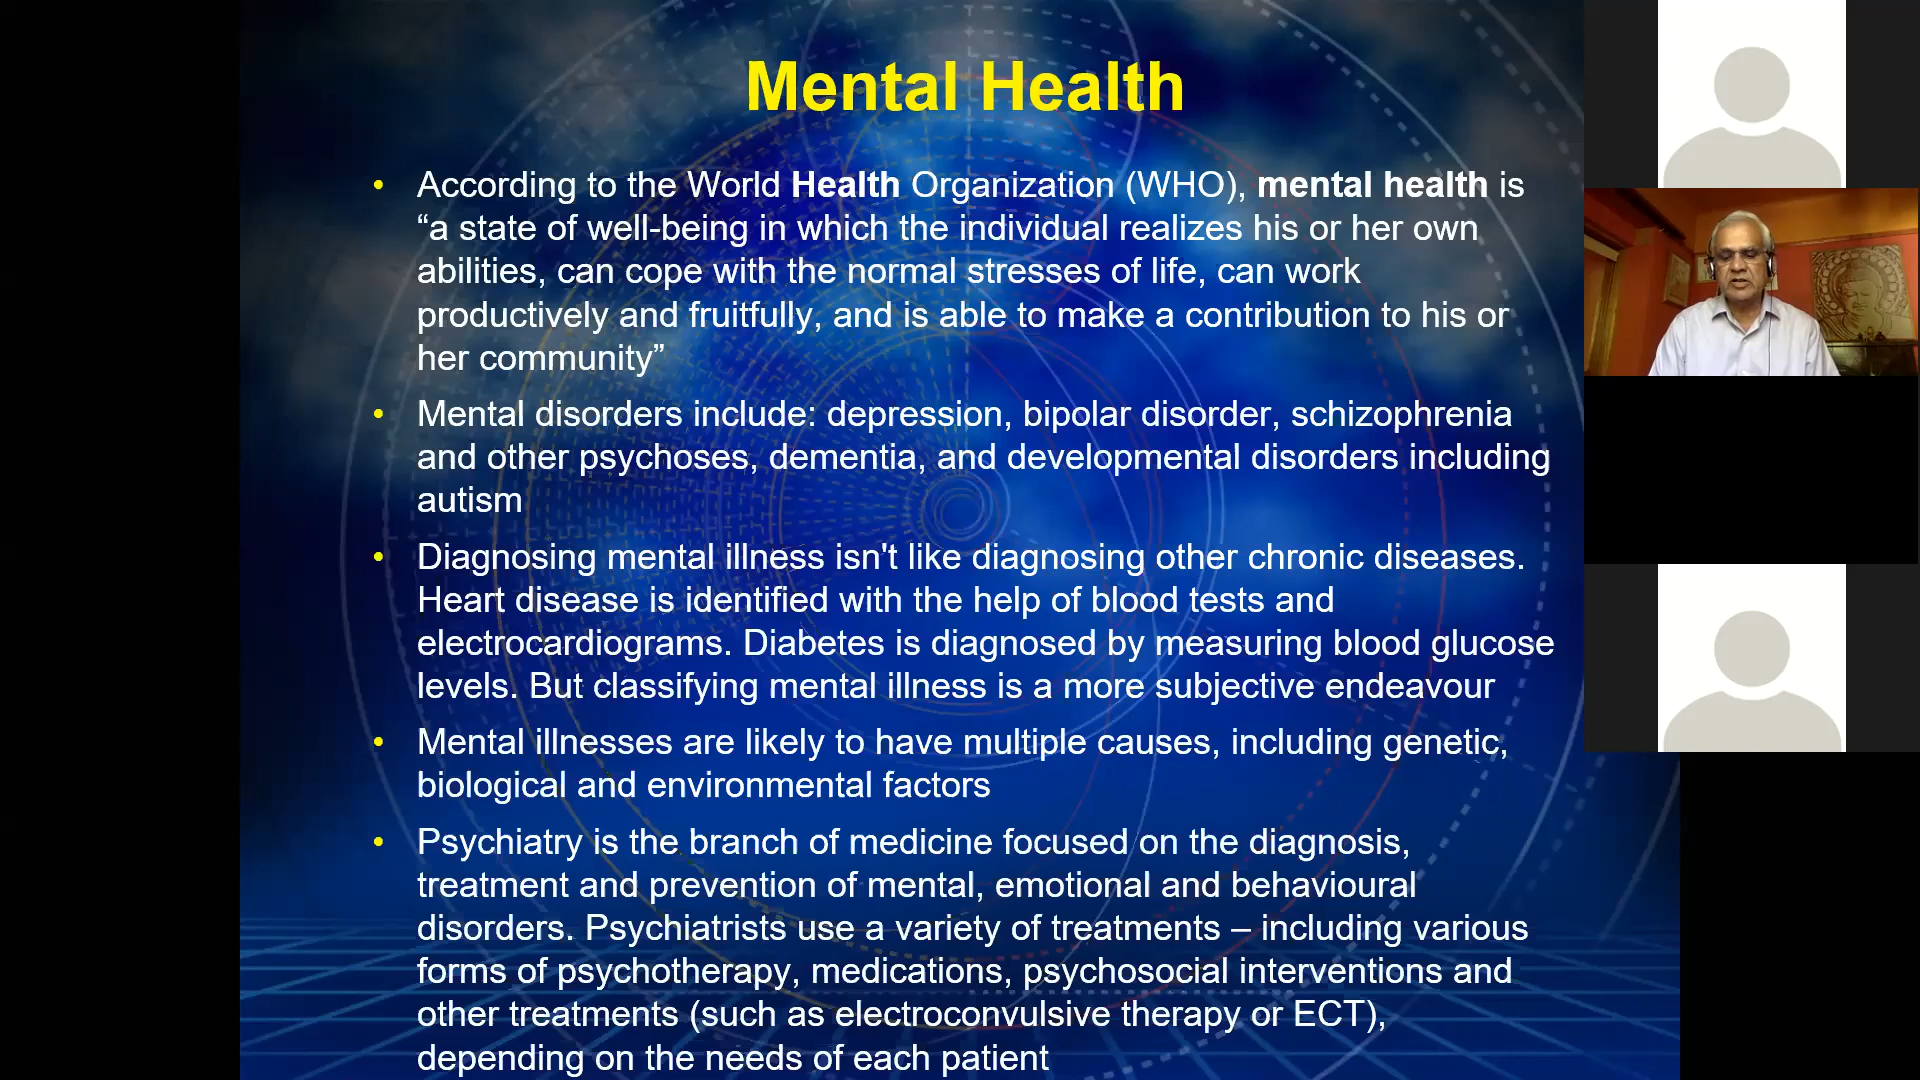 Mental Health
• According to the World Health Organization (WHO), mental health is
“a state of well-being in which the individual realizes his or her own
abilities, can cope with the normal stresses of life, can work
productively and fruitfully, and is able to make a contribution to his or
her community”
• Mental disorders include: depression, bipolar disorder, schizophrenia
and other psychoses, dementia, and developmental disorders including
autism
• Diagnosing mental illness isn't like diagnosing other chronic diseases.
Heart disease is identified with the help of blood tests and
electrocardiograms. Diabetes is diagnosed by measuring blood glucose
levels. But classifying mental illness is a more subjective endeavour
• Mental illnesses are likely to have multiple causes, including genetic,
biological and environmental factors
• Psychiatry is the branch of medicine focused on the diagnosis,
treatment and prevention of mental, emotional and behavioural
disorders. Psychiatrists use a variety of treatments – including various
forms of psychotherapy, medications, psychosocial interventions and
other treatments (such as electroconvulsive therapy or ECT),
depending on the needs of each patient